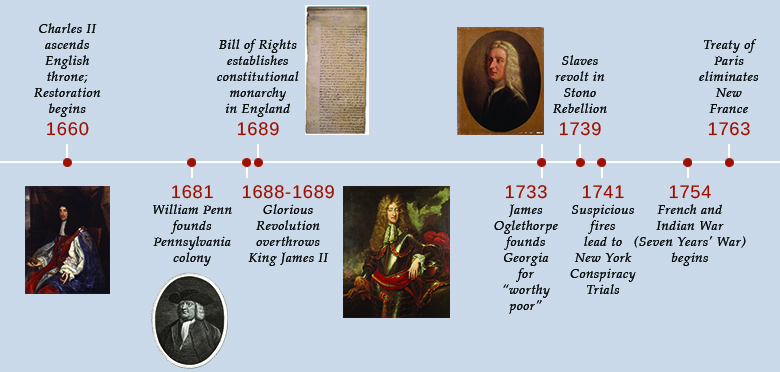 Charles II
ascends
English
throne;
Restoration
begins
1660
1681
William Penn
founds
Pennsylvania
colony
Bill of Rights
establishes
constitutional
monarchy
in England
1689
1688-1689
Glorious
Revolution
overthrows
King James II
1733
James
Oglethorpe
founds
Georgia
for
“worthy
poor”
Slaves
revolt in
Stono
Rebellion
1739
1741
Suspicious
fires
lead to
New York
Conspiracy
Trials
1754
French and
Indian War
(Seven Years’ War)
begins
Treaty of
Paris
eliminates
New
France
1763